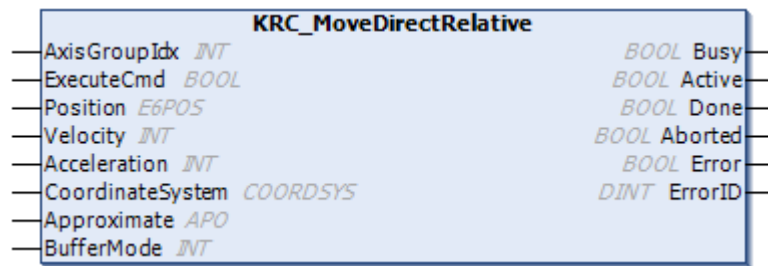 KRC_MoveDirectRelative
AxisGroupIdx INT BOOL Busy
ExecuteCmd BOOL BOOL Active
Position E6POS BOOL Done
Velocity INT BOOL Aborted
Acceleration INT BOOL Error
CoordinateSystem COORDSYS DINT ErrorID
Approximate APO
BufferMode INT